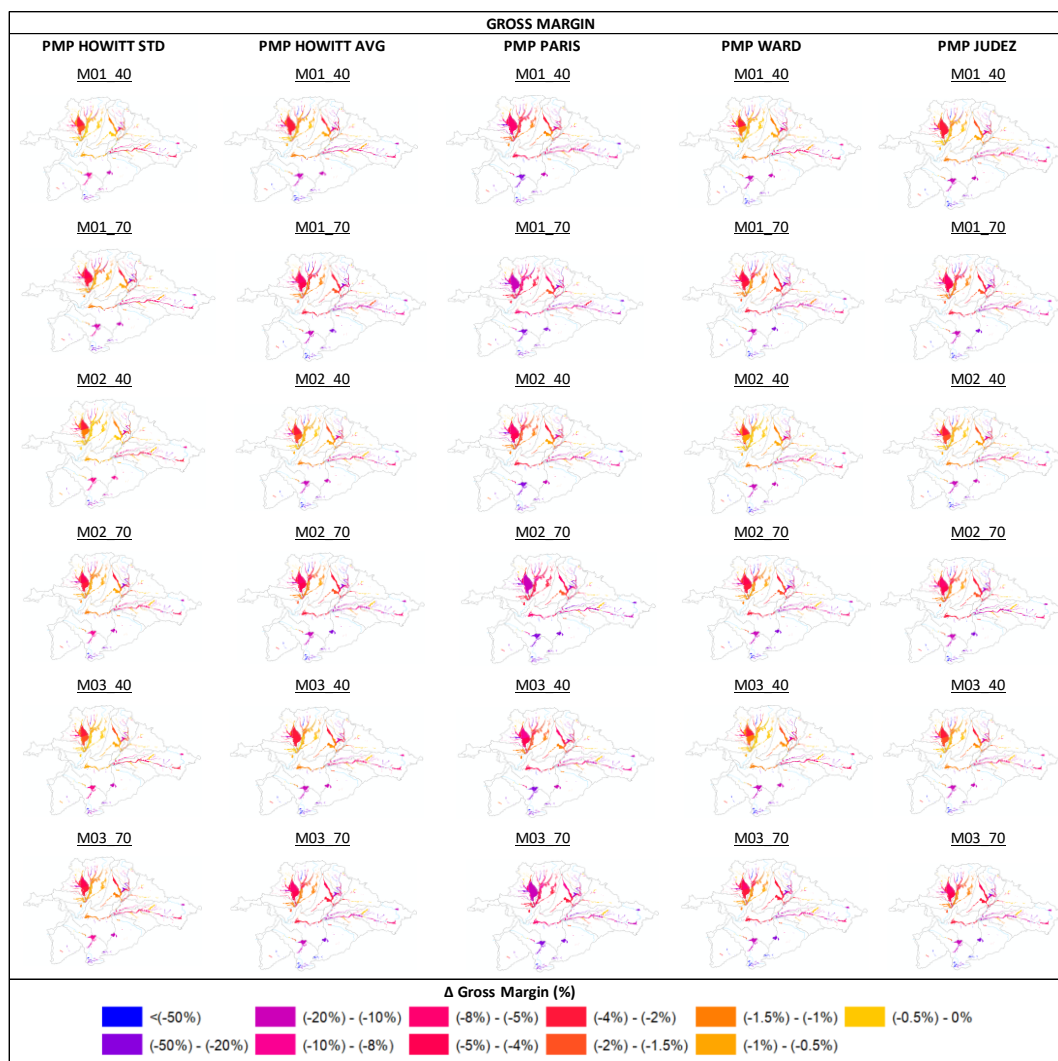 GROSS MARGIN
PMP HOWITT STD PMP HOWITT AVG PMP PARIS PMP WARD PMP JUDEZ
M01_40 M01_40 M01_40 M01_40 M01_40
M01_70 M01_70 M01_70 M01_70 M01_70
M02_40 M02_40 M02_40 M02_40 M02_40
M02_70 M02_70 M02_70 M02_70 M02_70
M03_40 M03_40 M03_40 M03_40 M03_40
M03_70 M03_70 M03_70 M03_70 M03_70
Δ Gross Margin (%)
<(-50%) (-20%) - (-10%) (-8%) - (-5%) (-4%) - (-2%) (-1.5%) - (-1%) (-0.5%) - 0%
(-50%) - (-20%) (-10%) - (-8%) (-5%) - (-4%) (-2%) - (-1.5%) (-1%) - (-0.5%)